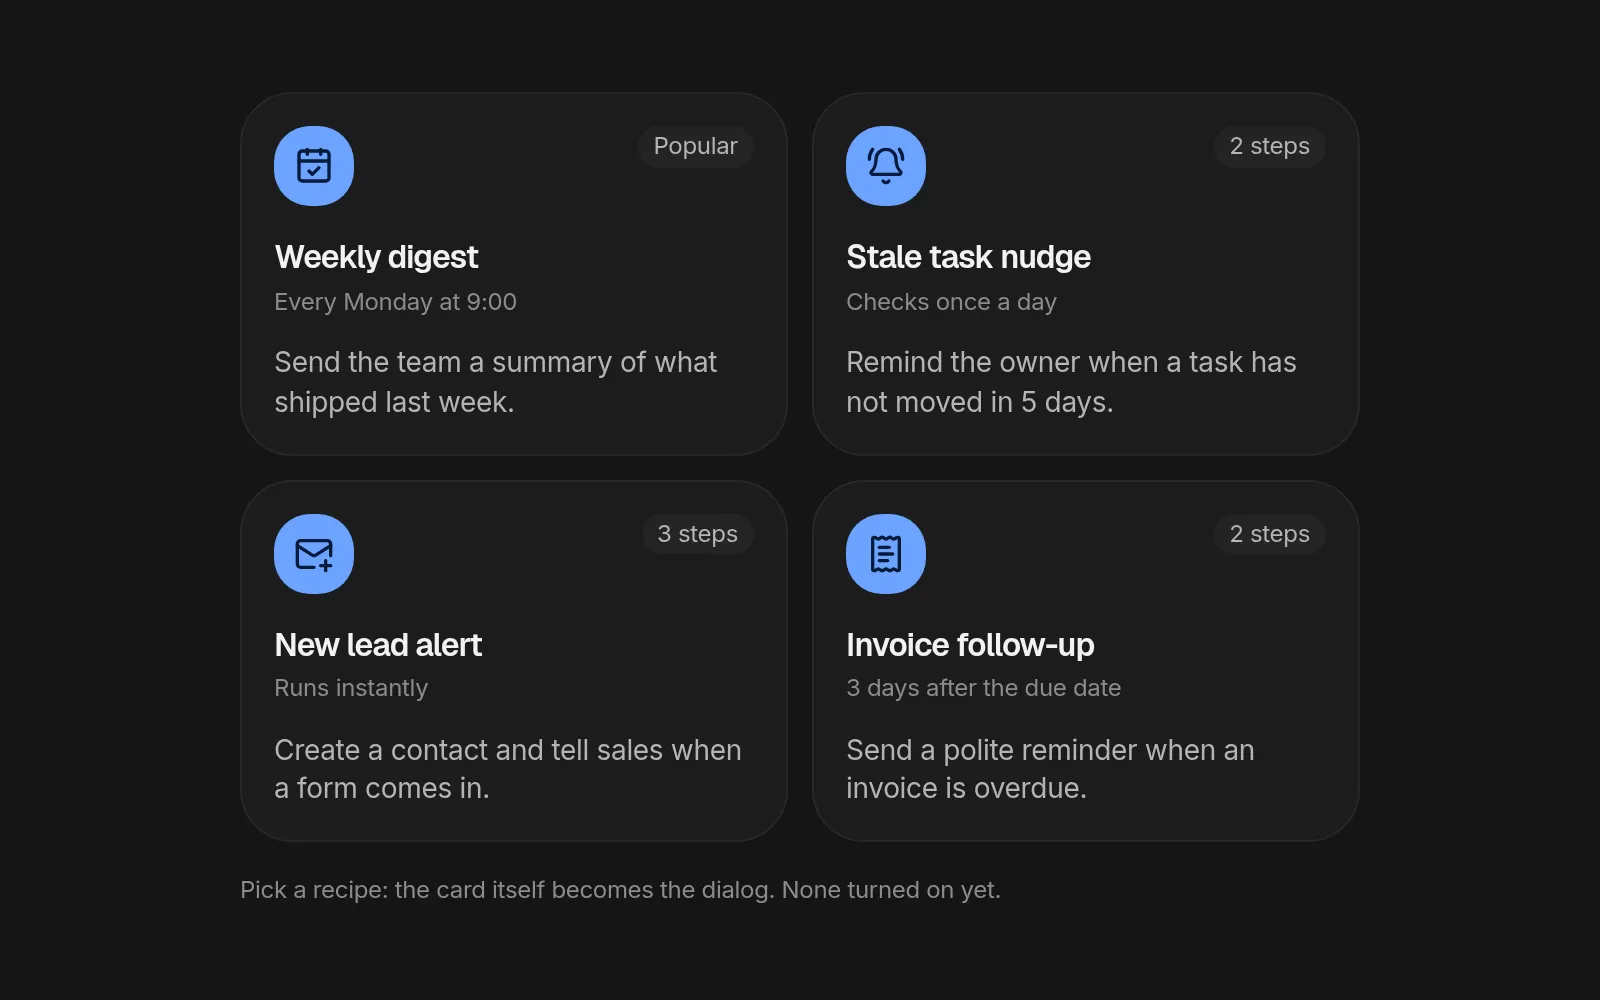 Popular
Weekly digest
Every Monday at 9:00
Send the team a summary of what
shipped last week.
2 steps
Stale task nudge
Checks once a day
Remind the owner when a task has
not moved in 5 days.
3 steps
New lead alert
Runs instantly
Create a contact and tell sales when
a form comes in.
2 steps
Invoice follow-up
3 days after the due date
Send a polite reminder when an
invoice is overdue.
Pick a recipe: the card itself becomes the dialog. None turned on yet.